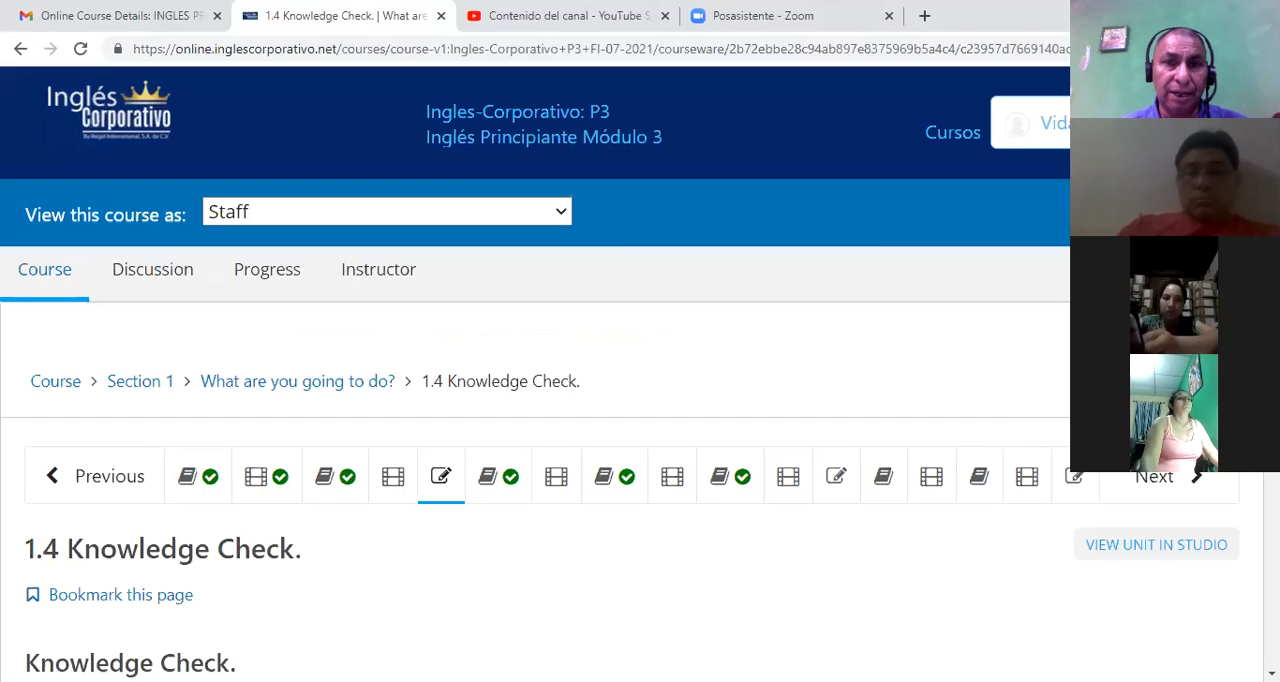 Online Course Details: INGLES PR
1.4 Knowledge Check. | What are
Contenido del canal - YouTube S
Posasistente - Zoom
https://online.inglescorporativo.net/courses/course-v1:Ingles-Corporativo+P3+FI-07-2021/courseware/2b72ebbe28c94ab897e8375969b5a4c4/c23957d7669140ac
Inglés
Corporativo
Ingles-Corporativo: P3
Inglés Principiante Módulo 3
Cursos
Vida
View this course as:
Staff
Course
Discussion
Progress
Instructor
Course > Section 1 > What are you going to do? > 1.4 Knowledge Check.
Previous
Next
1.4 Knowledge Check.
VIEW UNIT IN STUDIO
Bookmark this page
Knowledge Check.